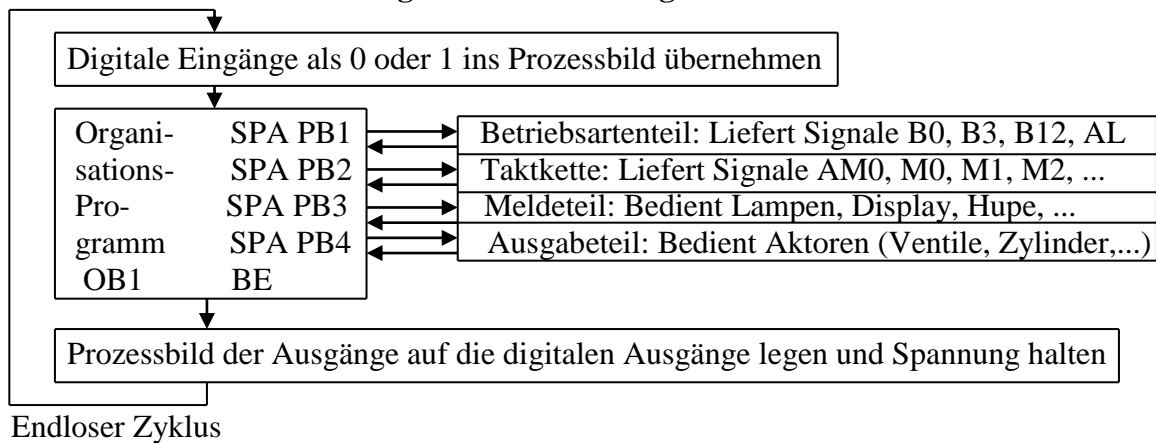 Digitale Eingänge als 0 oder 1 ins Prozessbild übernehmen
Organi- SPA PB1 Betriebsartenteil: Liefert Signale B0, B3, B12, AL
sations- SPA PB2 Taktkette: Liefert Signale AM0, M0, M1, M2, ...
Pro- SPA PB3 Meldeteil: Bedient Lampen, Display, Hupe, ...
gramm SPA PB4 Ausgabeteil: Bedient Aktoren (Ventile, Zylinder,...)
OB1 BE
Prozessbild der Ausgänge auf die digitalen Ausgänge legen und Spannung halten
Endloser Zyklus